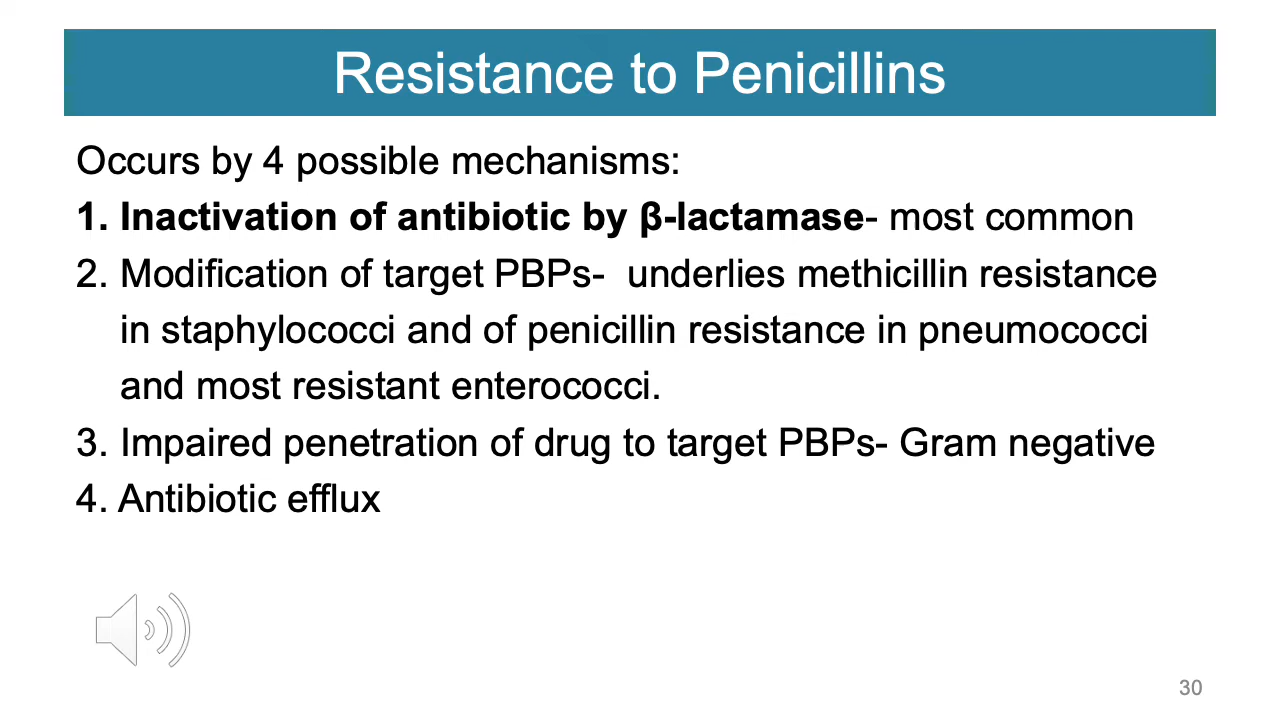 Resistance to Penicillins
Occurs by 4 possible mechanisms:
1. Inactivation of antibiotic by β-lactamase- most common
2. Modification of target PBPs-  underlies methicillin resistance
in staphylococci and of penicillin resistance in pneumococci
and most resistant enterococci.
3. Impaired penetration of drug to target PBPs- Gram negative
4. Antibiotic efflux
30